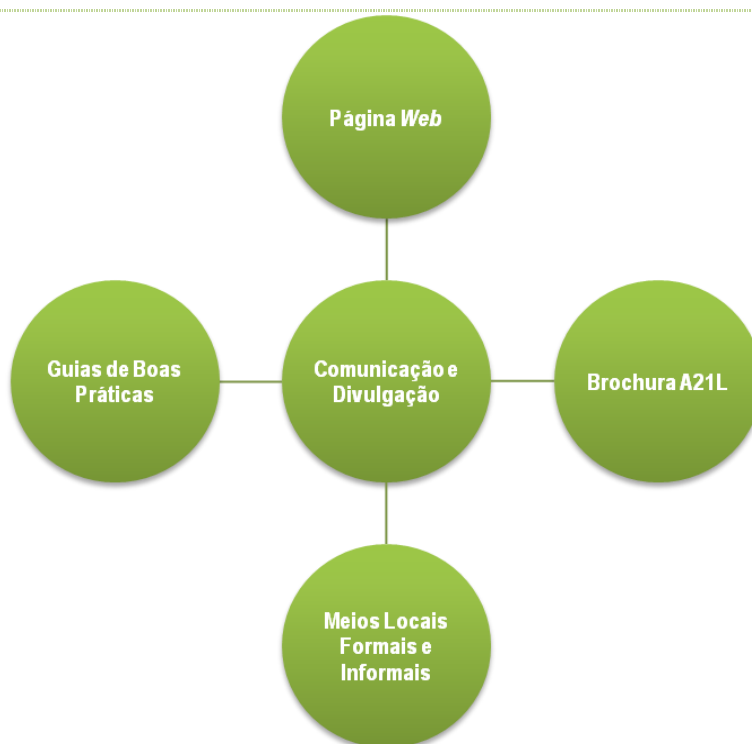 Página Web
Guias de Boas
Práticas
Comunicação e
Divulgação
Brochura A21L
Meios Locais
Formais e
Informais